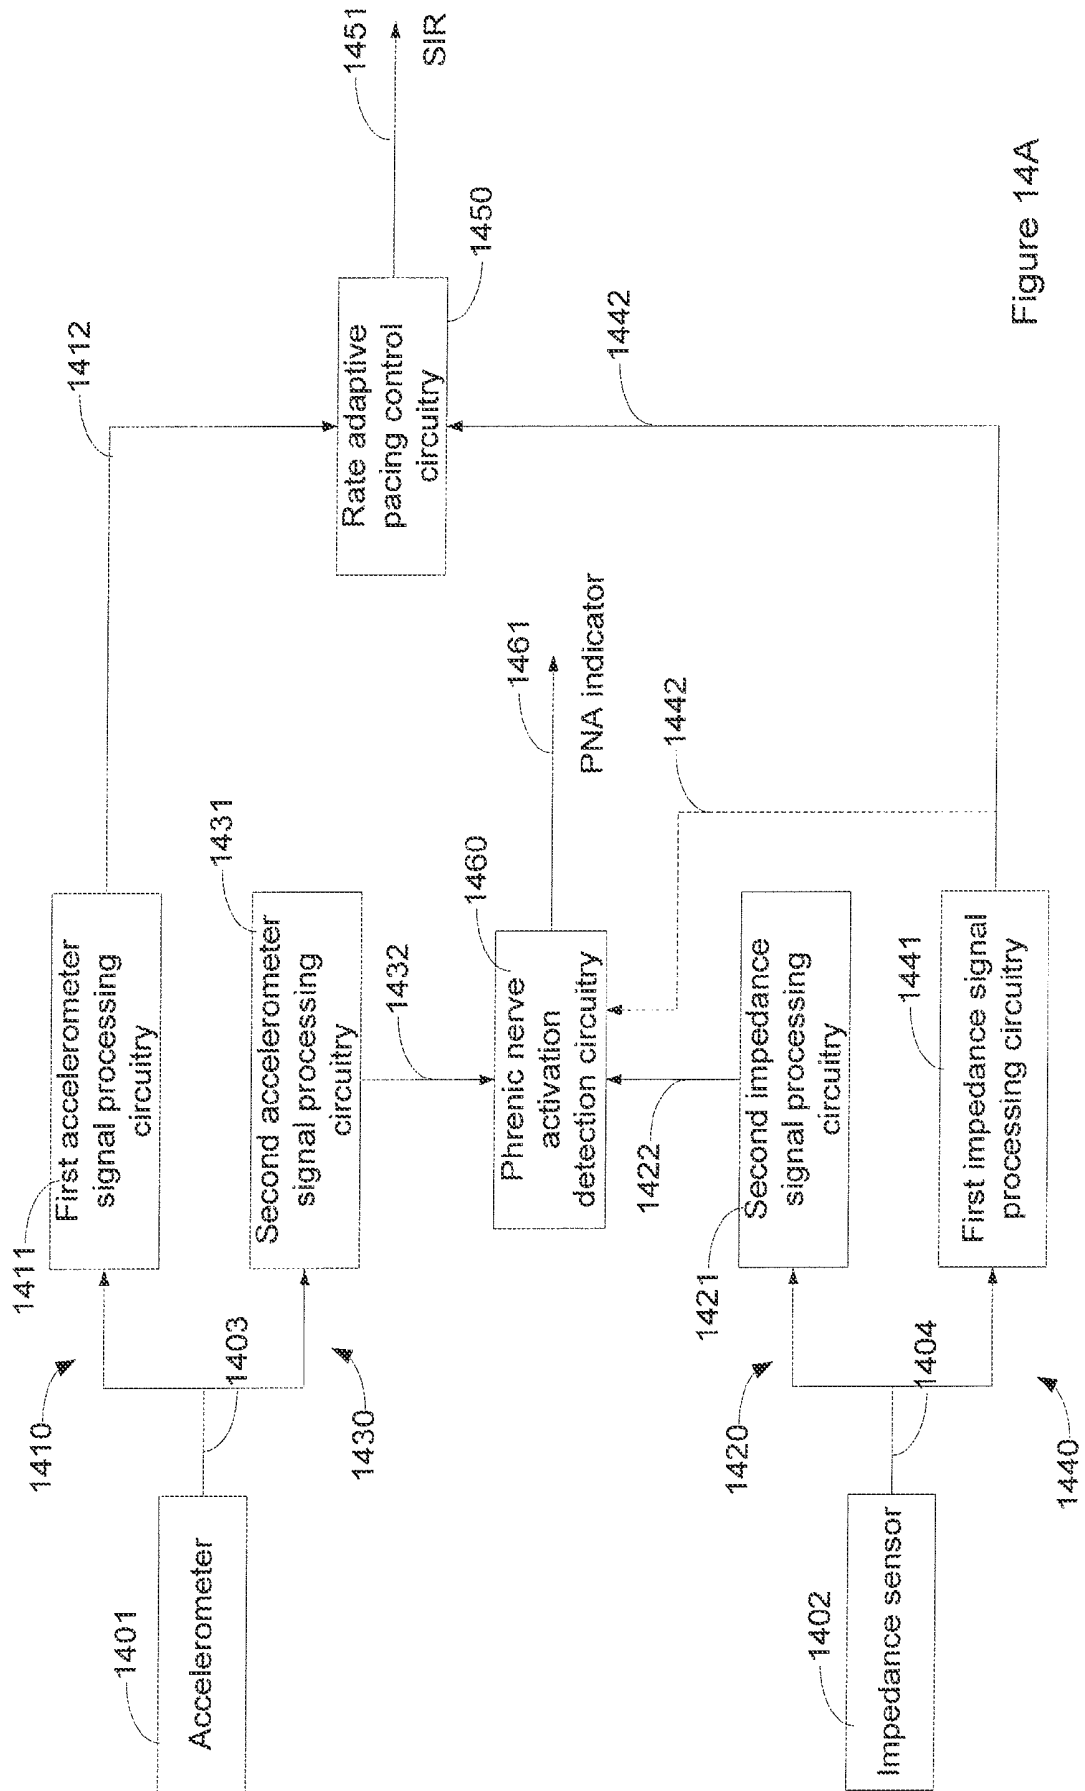 1401
Accelerometer
1403
1410
1430
1411
First accelerometer
signal processing
circuitry
1412
1431
Second accelerometer
signal processing
circuitry
1432
1460
Phrenic nerve
activation
detection circuitry
1461
PNA indicator
Rate adaptive
pacing control
circuitry
1450
1451
SIR
1402
Impedance sensor
1404
1420
1440
1421
Second impedance
signal processing
circuitry
1422
1441
First impedance signal
processing circuitry
1442
1442
Figure 14A